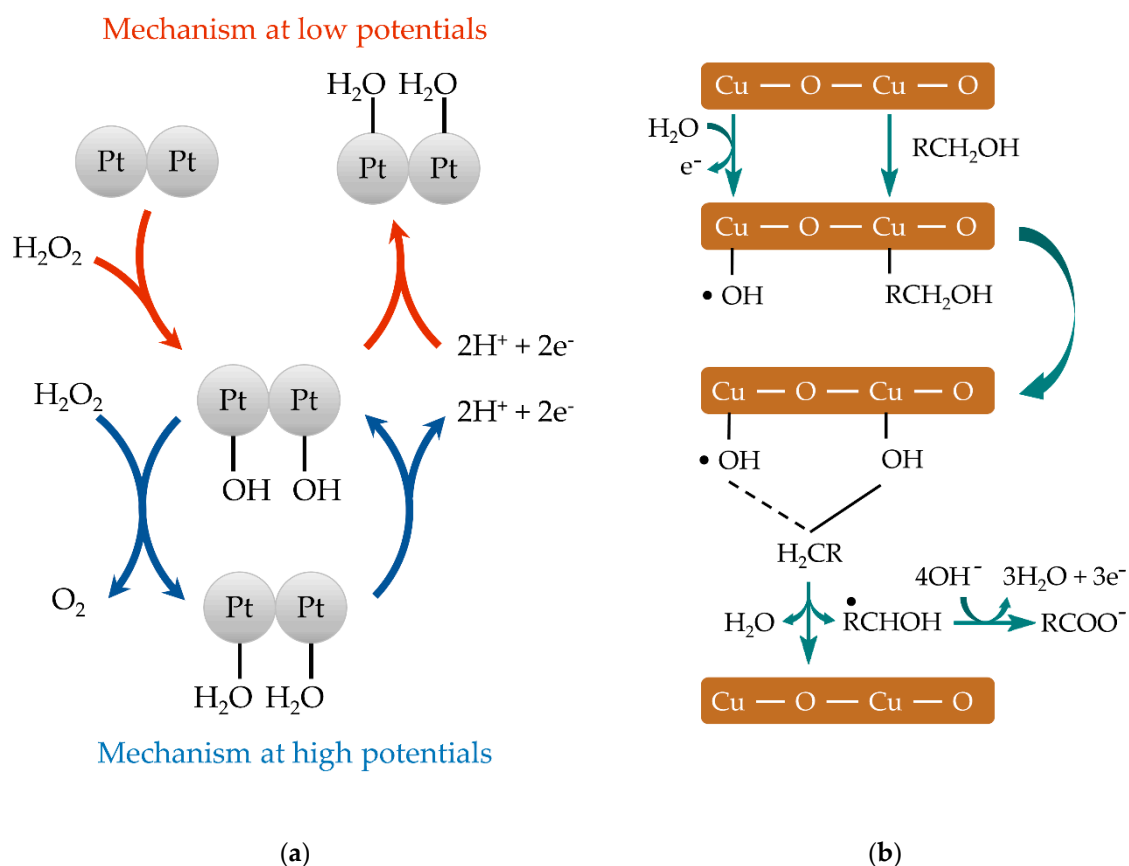 Mechanism at low potentials
H₂O H₂O
Pt Pt
Pt Pt
H₂O₂
2H⁺ + 2e⁻
H₂O₂
Pt Pt
2H⁺ + 2e⁻
OH OH
O₂
Pt Pt
H₂O H₂O
Mechanism at high potentials
(a)
Cu — O — Cu — O
H₂O
e⁻
RCH₂OH
Cu — O — Cu — O
• OH
RCH₂OH
Cu — O — Cu — O
• OH
OH
H₂CR
4OH⁻ 3H₂O + 3e⁻
•
H₂O RCHOH RCOO⁻
Cu — O — Cu — O
(b)